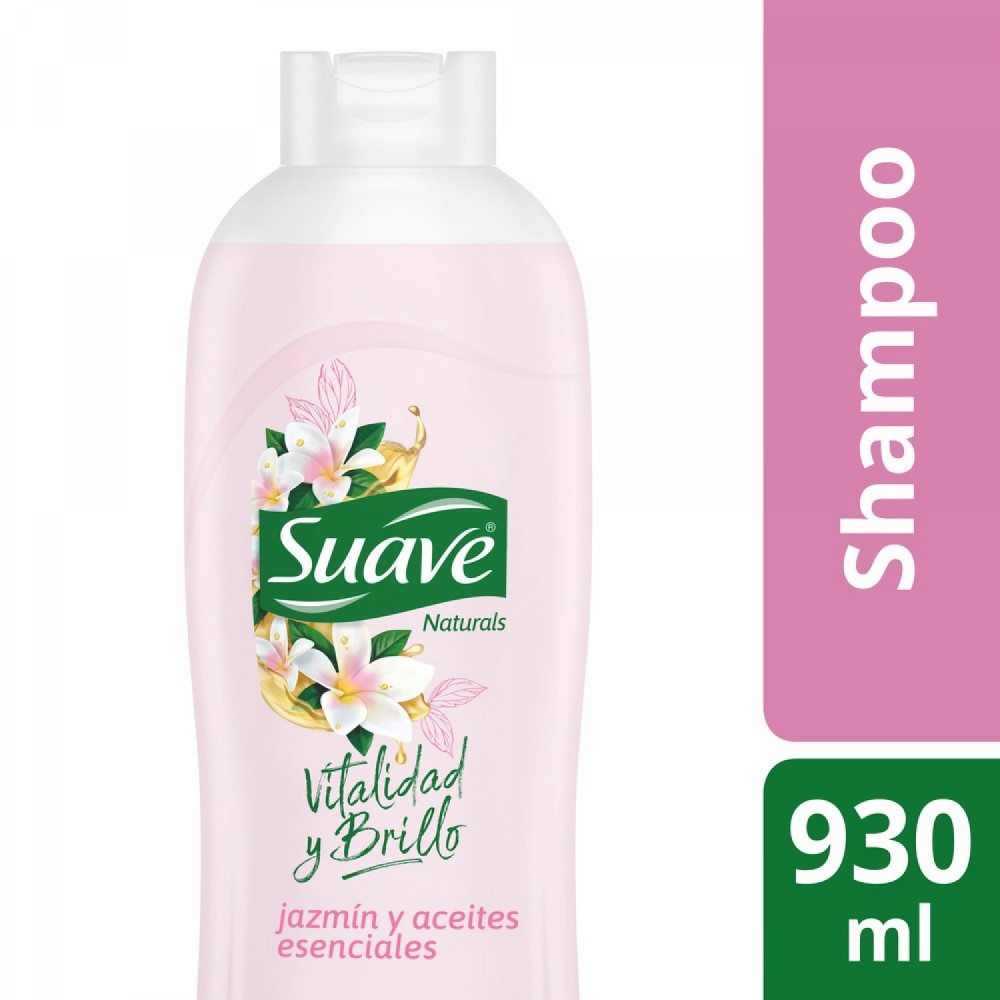 Suave®
Naturals
Vitalidad
y Brillo
jazmín y aceites
esenciales
Shampoo
930
ml